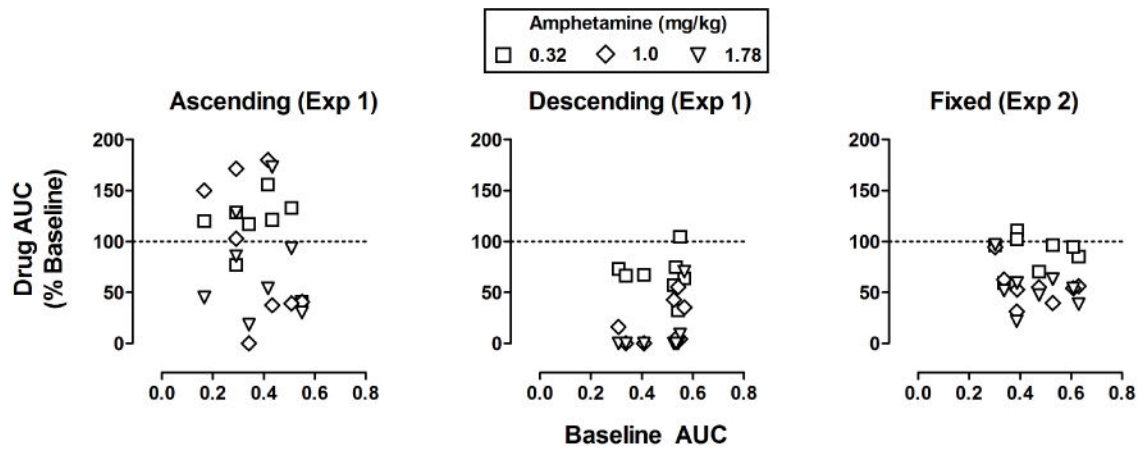 Amphetamine (mg/kg)
0.32 1.0 1.78
Ascending (Exp 1) Descending (Exp 1) Fixed (Exp 2)
Drug AUC
(% Baseline)
200 200 200
150 150 150
100 100 100
50 50 50
0 0 0
0.0 0.2 0.4 0.6 0.8 0.0 0.2 0.4 0.6 0.8 0.0 0.2 0.4 0.6 0.8
Baseline AUC